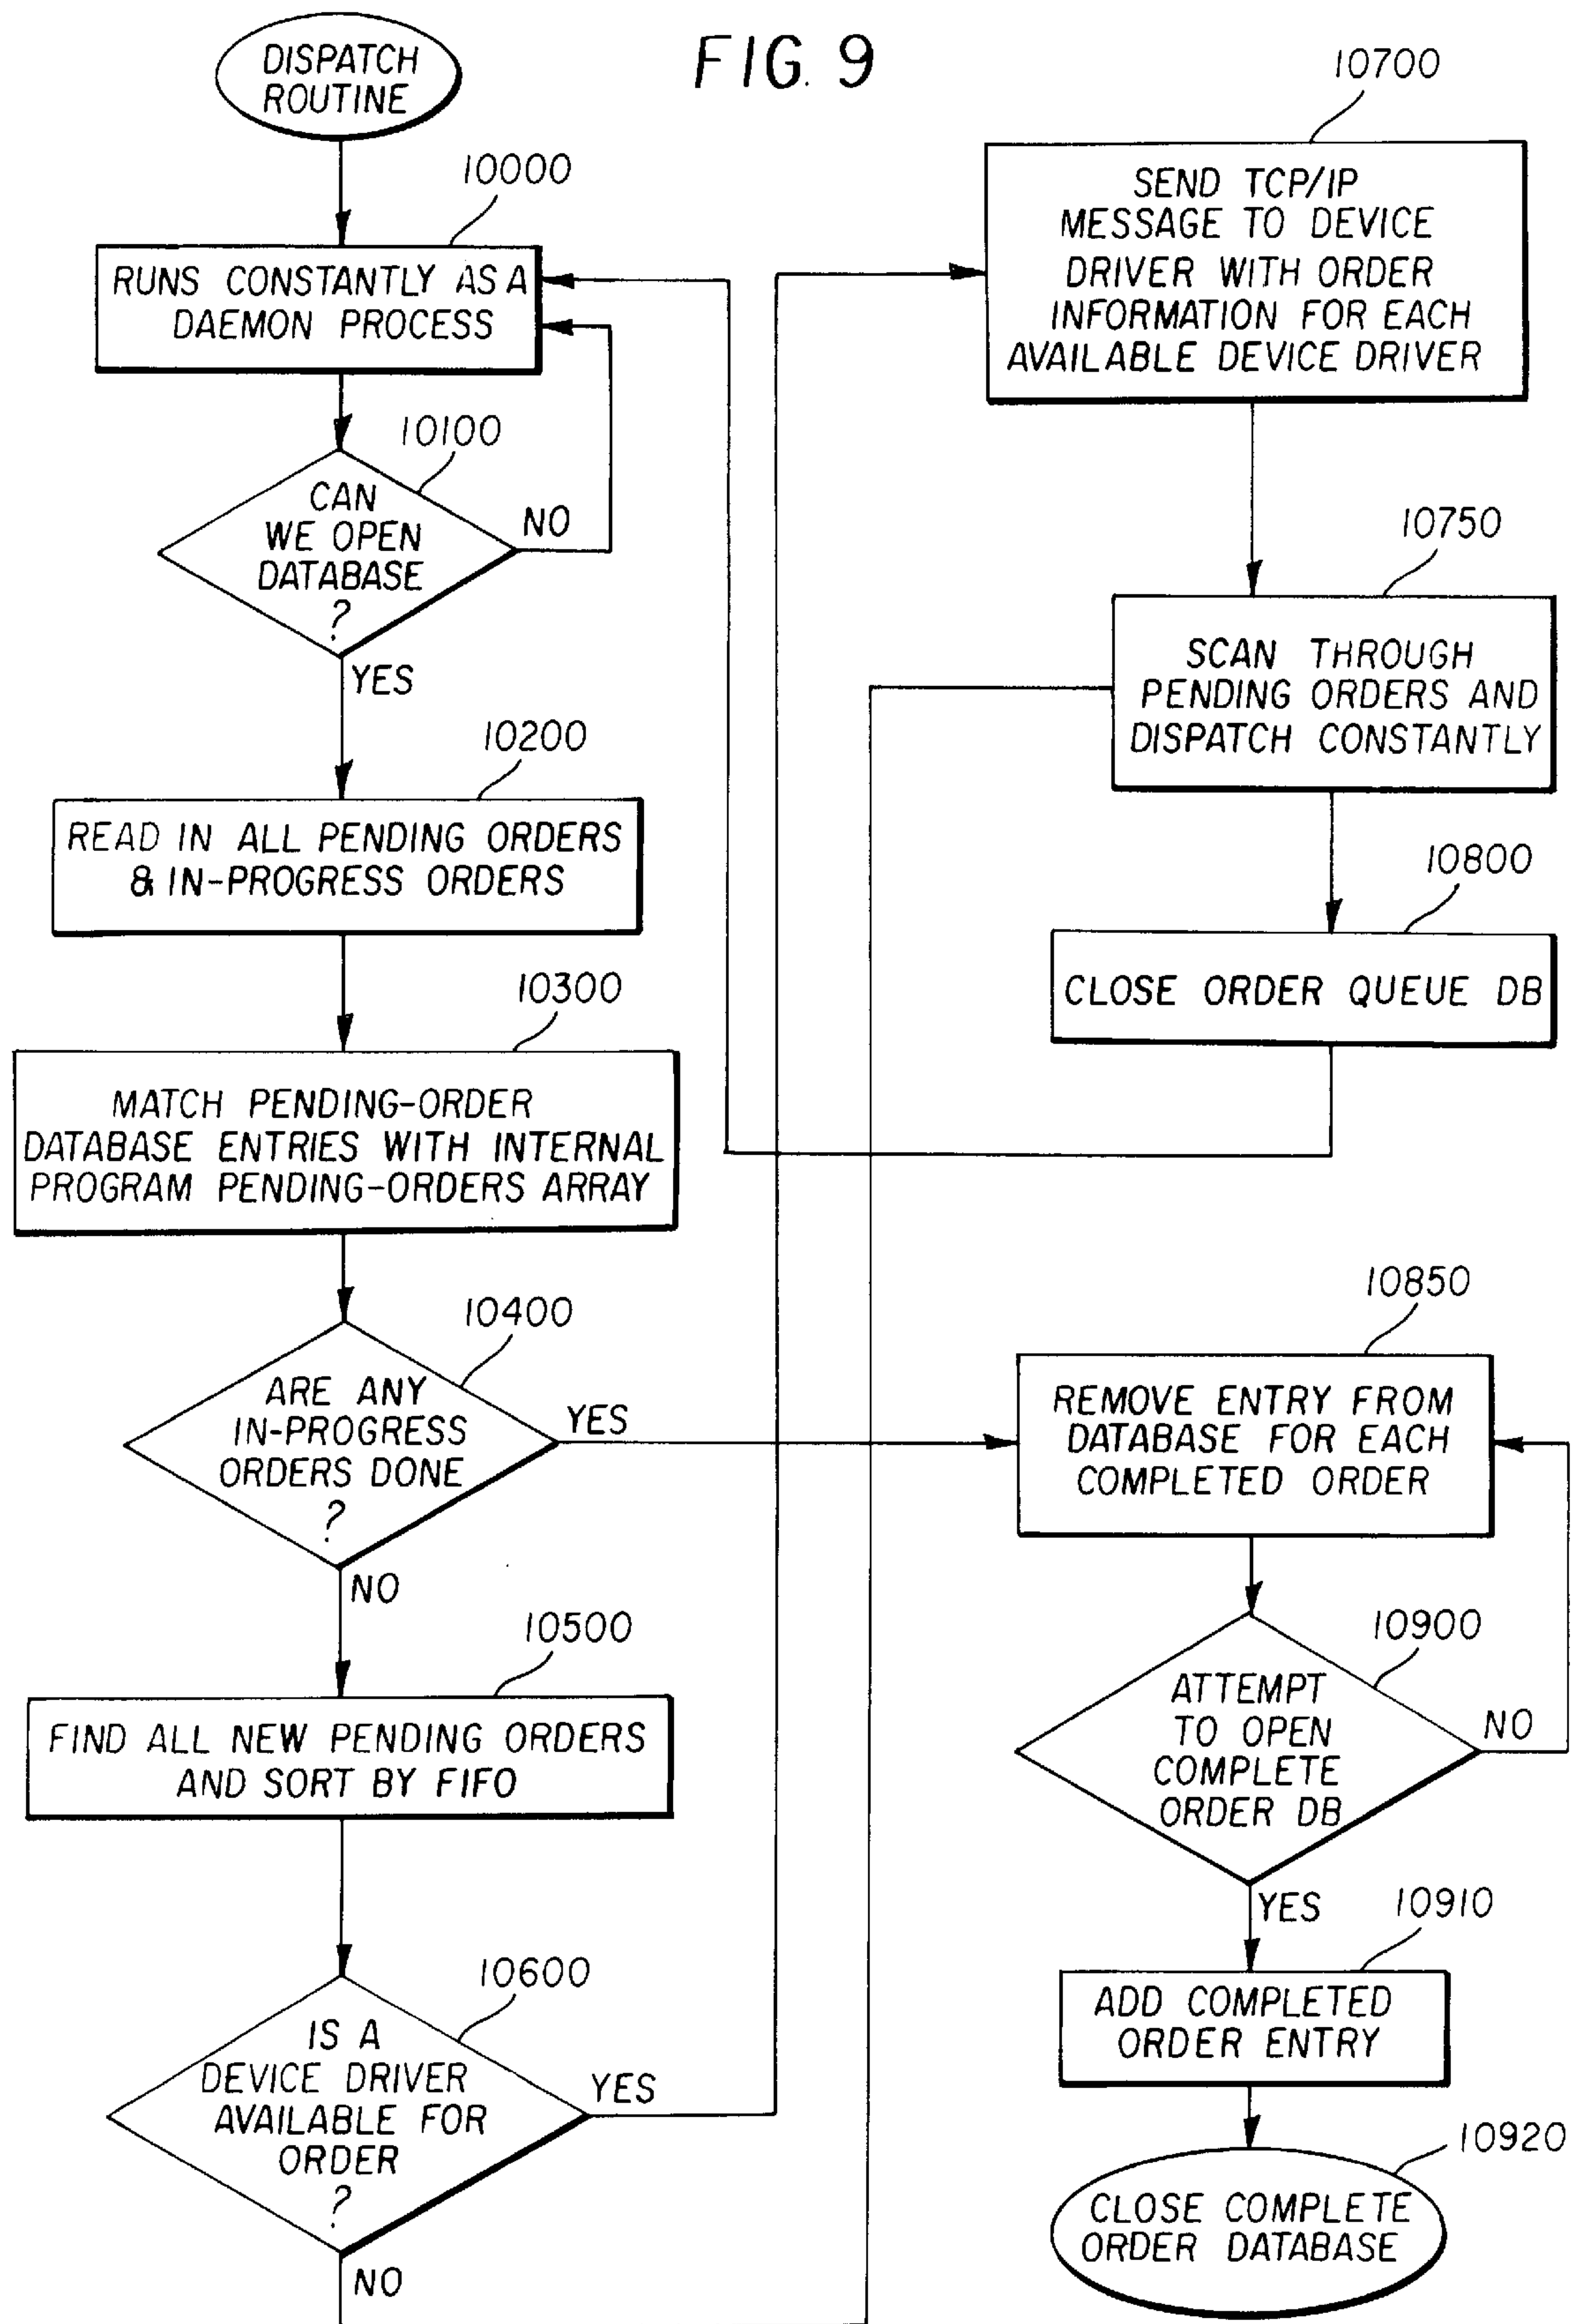 FIG. 9
DISPATCH
ROUTINE
10000
RUNS CONSTANTLY AS A
DAEMON PROCESS
10100
CAN
WE OPEN
DATABASE
?
NO
YES
10200
READ IN ALL PENDING ORDERS
& IN-PROGRESS ORDERS
10300
MATCH PENDING-ORDER
DATABASE ENTRIES WITH INTERNAL
PROGRAM PENDING-ORDERS ARRAY
10400
ARE ANY
IN-PROGRESS
ORDERS DONE
?
YES
NO
10500
FIND ALL NEW PENDING ORDERS
AND SORT BY FIFO
10600
IS A
DEVICE DRIVER
AVAILABLE FOR
ORDER
?
YES
NO
10700
SEND TCP/IP
MESSAGE TO DEVICE
DRIVER WITH ORDER
INFORMATION FOR EACH
AVAILABLE DEVICE DRIVER
10750
SCAN THROUGH
PENDING ORDERS AND
DISPATCH CONSTANTLY
10800
CLOSE ORDER QUEUE DB
10850
REMOVE ENTRY FROM
DATABASE FOR EACH
COMPLETED ORDER
10900
ATTEMPT
TO OPEN
COMPLETE
ORDER DB
NO
YES
10910
ADD COMPLETED
ORDER ENTRY
10920
CLOSE COMPLETE
ORDER DATABASE